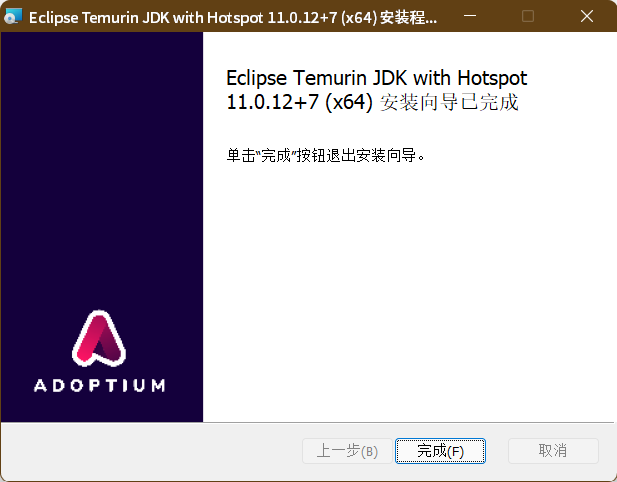 Eclipse Temurin JDK with Hotspot 11.0.12+7 (x64) 安装程...
Eclipse Temurin JDK with Hotspot
11.0.12+7 (x64) 安装向导已完成
单击“完成”按钮退出安装向导。
ADOPTIUM
上一步(B) 完成(F) 取消